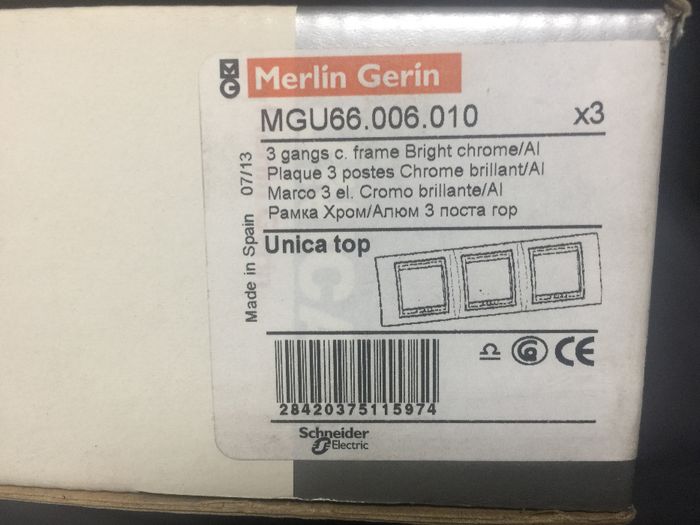 Merlin Gerin
MGU66.006.010 x3
3 gangs c. frame Bright chrome/Al
Plaque 3 postes Chrome brillant/Al
Marco 3 el. Cromo brillante/Al
Рамка Хром/Алюм 3 поста гор
Made in Spain 07/13
Unica top
CE
28420375115974
Schneider
Electric